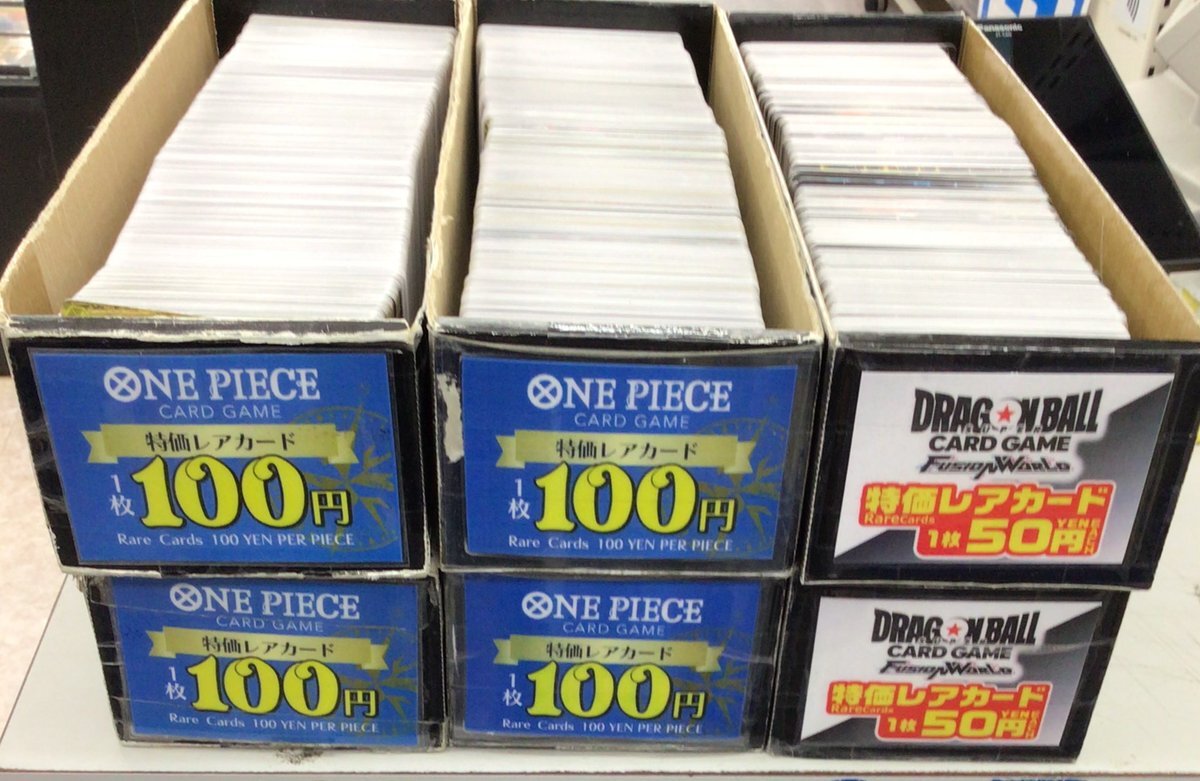 Panasonic
ONE PIECE
CARD GAME
特価レアカード
1枚
100円
Rare Cards 100 YEN PER PIECE
ONE PIECE
CARD GAME
特価レアカード
1枚
100円
Rare Cards 100 YEN PER PIECE
DRAGON BALL
CARD GAME
FUSION WORLD
特価レアカード
RareCards
1枚 50円
YEN
ONE PIECE
CARD GAME
特価レアカード
1枚
100円
Rare Cards 100 YEN PER PIECE
ONE PIECE
CARD GAME
特価レアカード
1枚
100円
Rare Cards 100 YEN PER PIECE
DRAGON BALL
CARD GAME
FUSION WORLD
特価レアカード
RareCards
1枚 50円
YEN